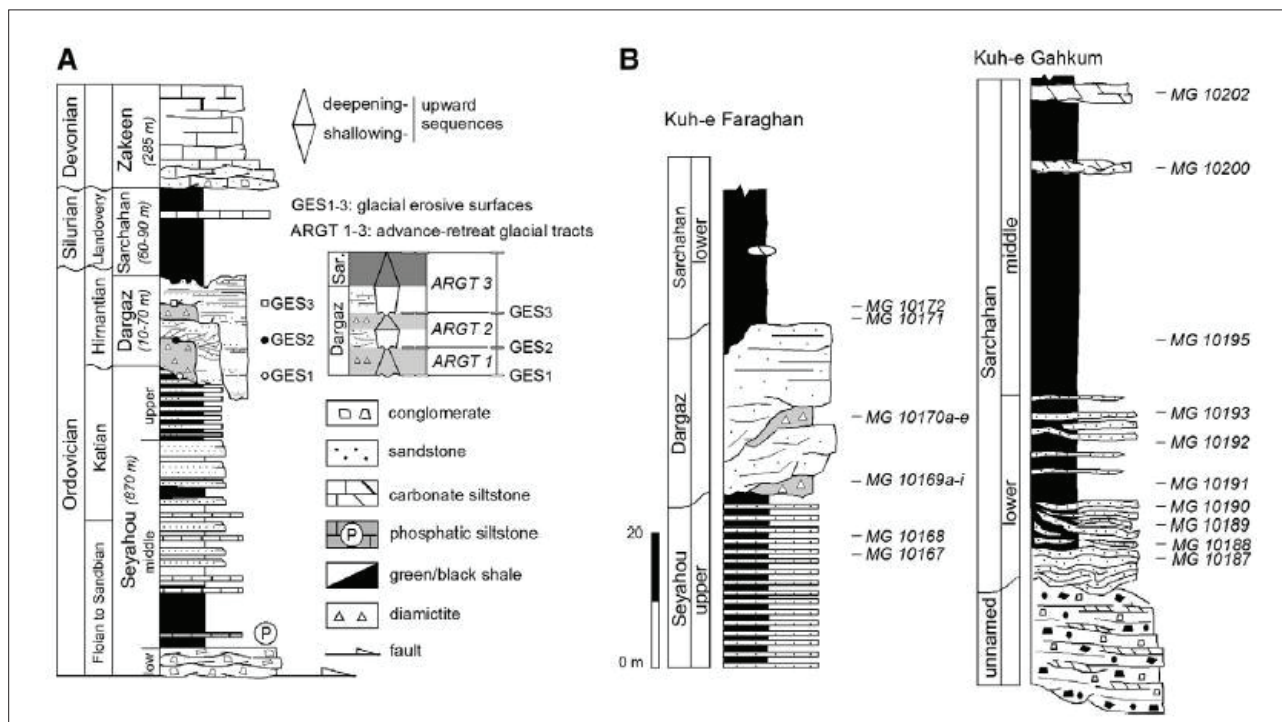 A
Devonian
Zakeen
(285 m)
Silurian
Llandovery
Sarchahan
(60-90 m)
Ordovician
Hirnantian
Dargaz
(10-70 m)
Katian
Floian to Sandbian
Seyahou (870 m)
upper
middle
low
P
deepening-
shallowing-
upward
sequences
GES1-3: glacial erosive surfaces
ARGT 1-3: advance-retreat glacial tracts
GES3
GES2
GES1
Sar.
Dargaz
ARGT 3
ARGT 2
ARGT 1
GES3
GES2
GES1
conglomerate
sandstone
carbonate siltstone
P
phosphatic siltstone
green/black shale
diamictite
fault
B
Kuh-e Faraghan
Sarchahan
lower
Dargaz
Seyahou
upper
20
0 m
MG 10172
MG 10171
MG 10170a-e
MG 10169a-i
MG 10168
MG 10167
Kuh-e Gahkum
Sarchahan
middle
lower
unnamed
MG 10202
MG 10200
MG 10195
MG 10193
MG 10192
MG 10191
MG 10190
MG 10189
MG 10188
MG 10187